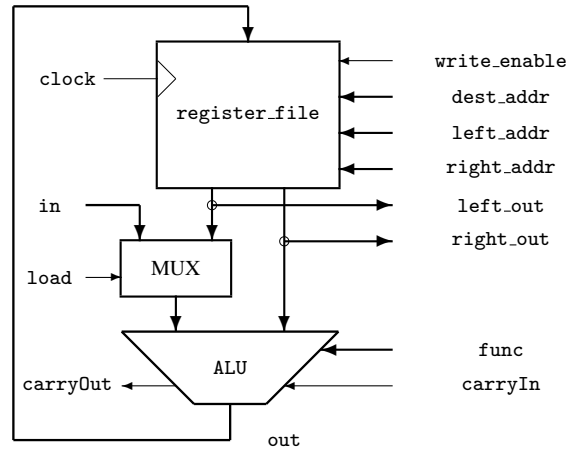 write_enable
clock
dest_addr
register_file
left_addr
right_addr
in
left_out
right_out
MUX
load
func
ALU
carryOut
carryIn
out